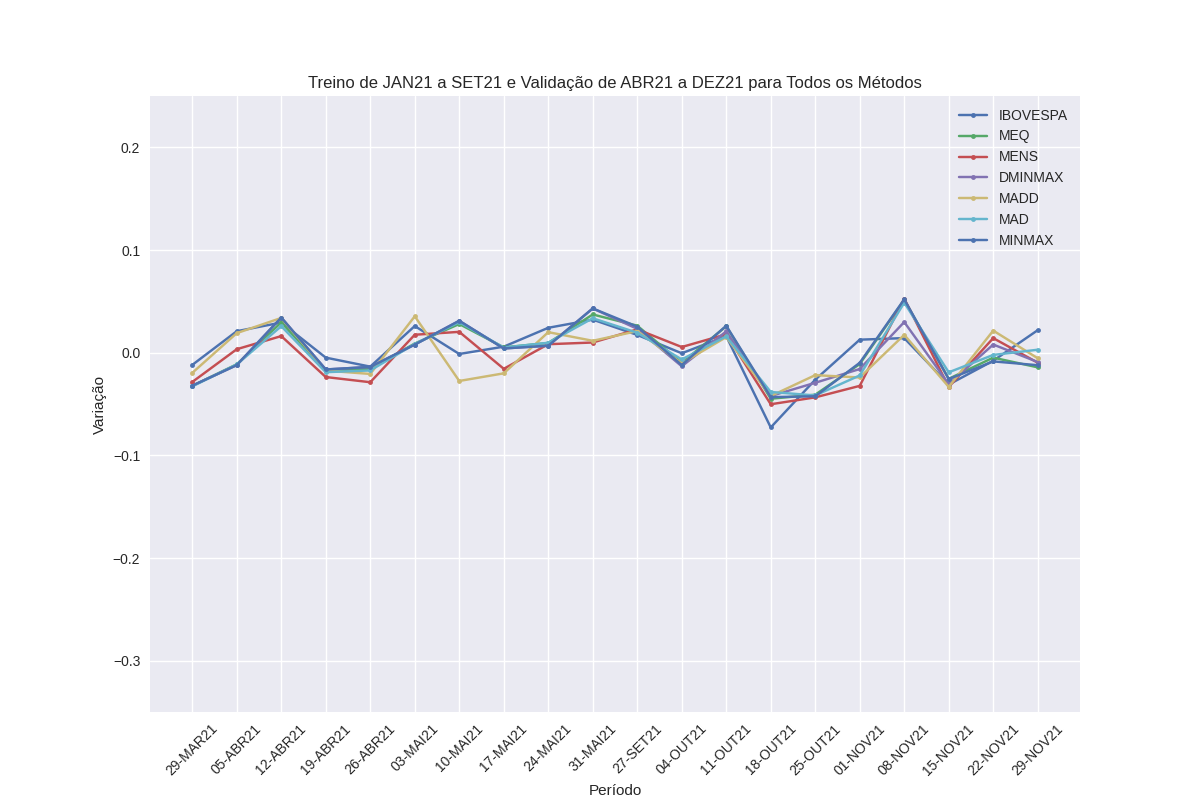 Treino de JAN21 a SET21 e Validação de ABR21 a DEZ21 para Todos os Métodos
IBOVESPA
MEQ
MENS
DMINMAX
MADD
MAD
MINMAX
0.2
0.1
0.0
−0.1
−0.2
−0.3
Variação
29-MAR21
05-ABR21
12-ABR21
19-ABR21
26-ABR21
03-MAI21
10-MAI21
17-MAI21
24-MAI21
31-MAI21
27-SET21
04-OUT21
11-OUT21
18-OUT21
25-OUT21
01-NOV21
08-NOV21
15-NOV21
22-NOV21
29-NOV21
Período